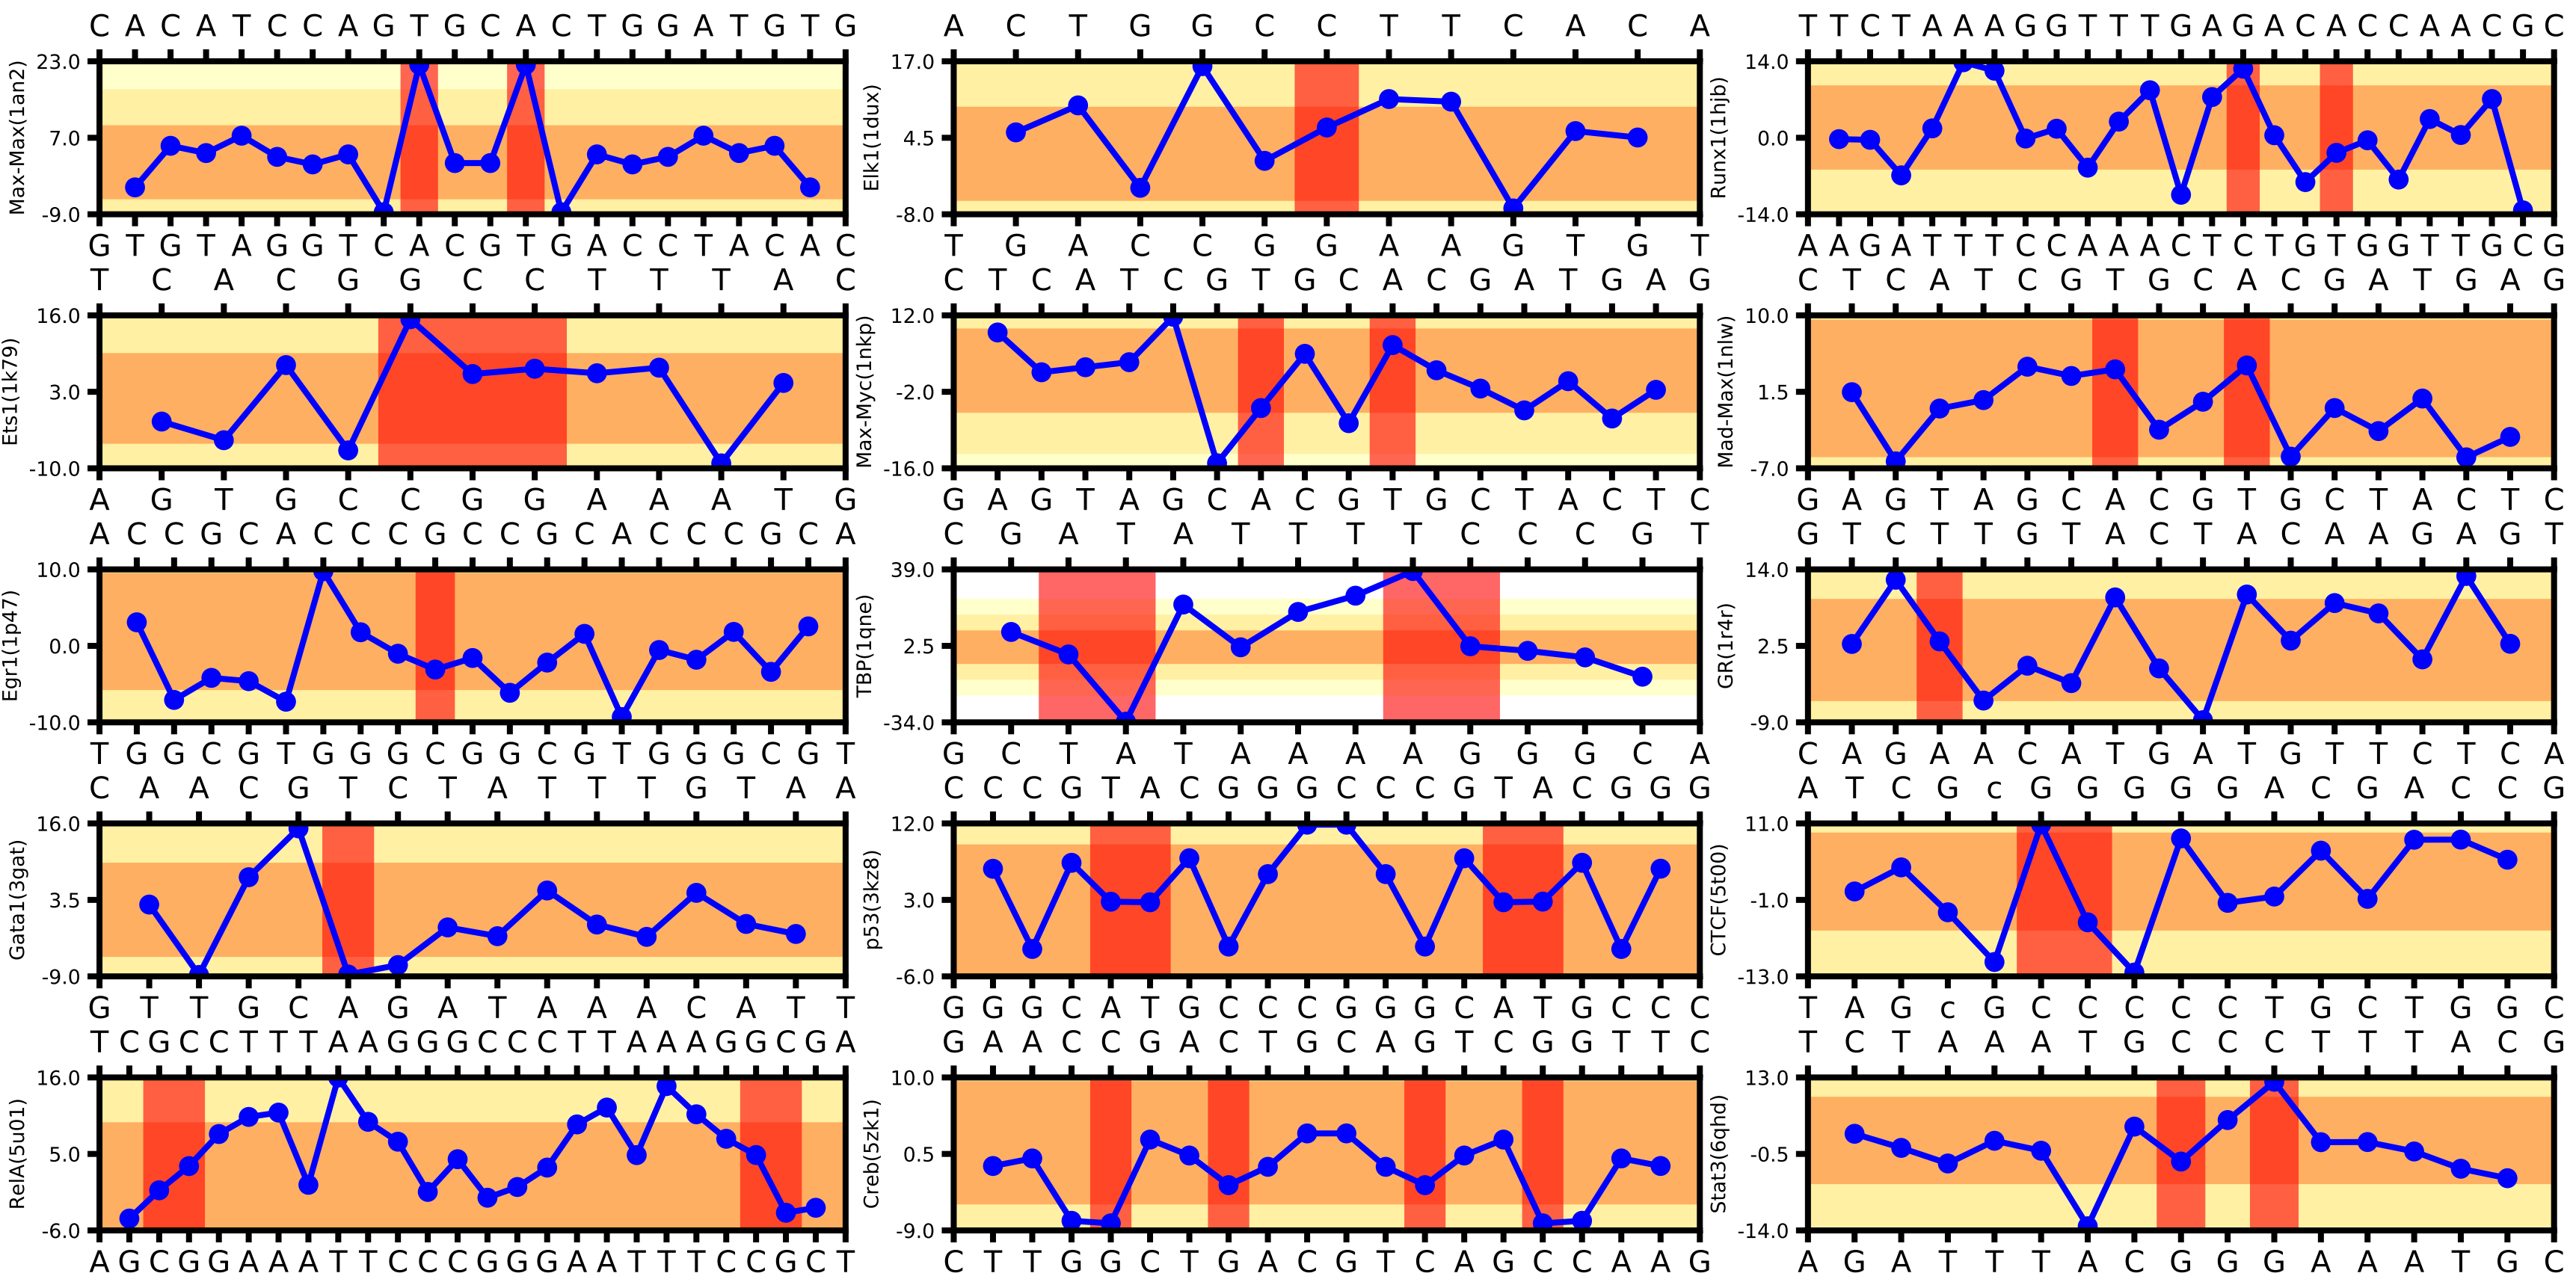 C A C A T C C A G T G C A C T G G A T G T G
23.0
7.0
-9.0
Max-Max(1an2)
G T G T A G G T C A C G T G A C C T A C A C
A C T G G C C T T C A C A
17.0
4.5
-8.0
Elk1(1dux)
T G A C C G G A A G T G T
T T C T A A A G G T T T G A G A C A C C A A C G C
14.0
0.0
-14.0
Runx1(1hjb)
A A G A T T T C C A A A C T C T G T G G T T G C G
T C A C G G C C T T T A C
16.0
3.0
-10.0
Ets1(1k79)
A G T G C C G G A A A T G
C T C A T C G T G C A C G A T G A G
12.0
-2.0
-16.0
Max-Myc(1nkp)
G A G T A G C A C G T G C T A C T C
C T C A T C G T G C A C G A T G A G
10.0
1.5
-7.0
Mad-Max(1nlw)
G A G T A G C A C G T G C T A C T C
A C C G C A C C C G C C G C A C C C G C A
10.0
0.0
-10.0
Egr1(1p47)
T G G C G T G G G C G G C G T G G G C G T
C G A T A T T T T C C C G T
39.0
2.5
-34.0
TBP(1qne)
G C T A T A A A A G G G C A
G T C T T G T A C T A C A A G A G T
14.0
2.5
-9.0
GR(1r4r)
C A G A A C A T G A T G T T C T C A
C A A C G T C T A T T T G T A A
16.0
3.5
-9.0
Gata1(3gat)
G T T G C A G A T A A A C A T T
C C C G T A C G G G C C C G T A C G G G
12.0
3.0
-6.0
p53(3kz8)
G G G C A T G C C C G G G C A T G C C C
A T C G c G G G G G A C G A C C G
11.0
-1.0
-13.0
CTCF(5t00)
T A G c G C C C C C T G C T G G C
T C G C C T T T A A G G G C C C T T A A A G G C G A
16.0
5.0
-6.0
RelA(5u01)
A G C G G A A A T T C C C G G G A A T T T C C G C T
G A A C C G A C T G C A G T C G G T T C
10.0
0.5
-9.0
Creb(5zk1)
C T T G G C T G A C G T C A G C C A A G
T C T A A A T G C C C T T T A C G
13.0
-0.5
-14.0
Stat3(6qhd)
A G A T T T A C G G G A A A T G C